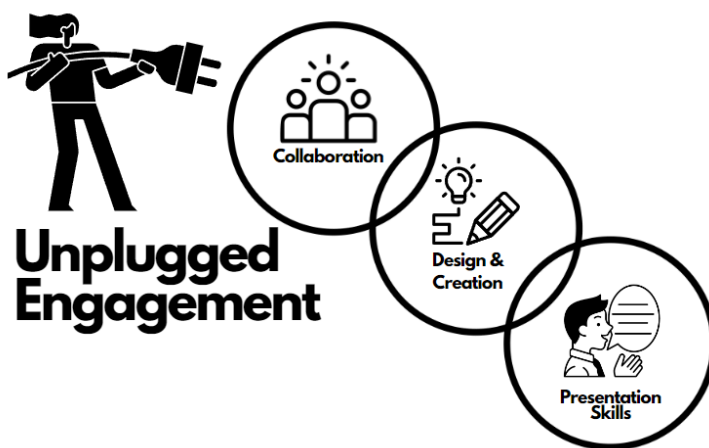 Collaboration
Design &
Creation
Unplugged
Engagement
Presentation
Skills